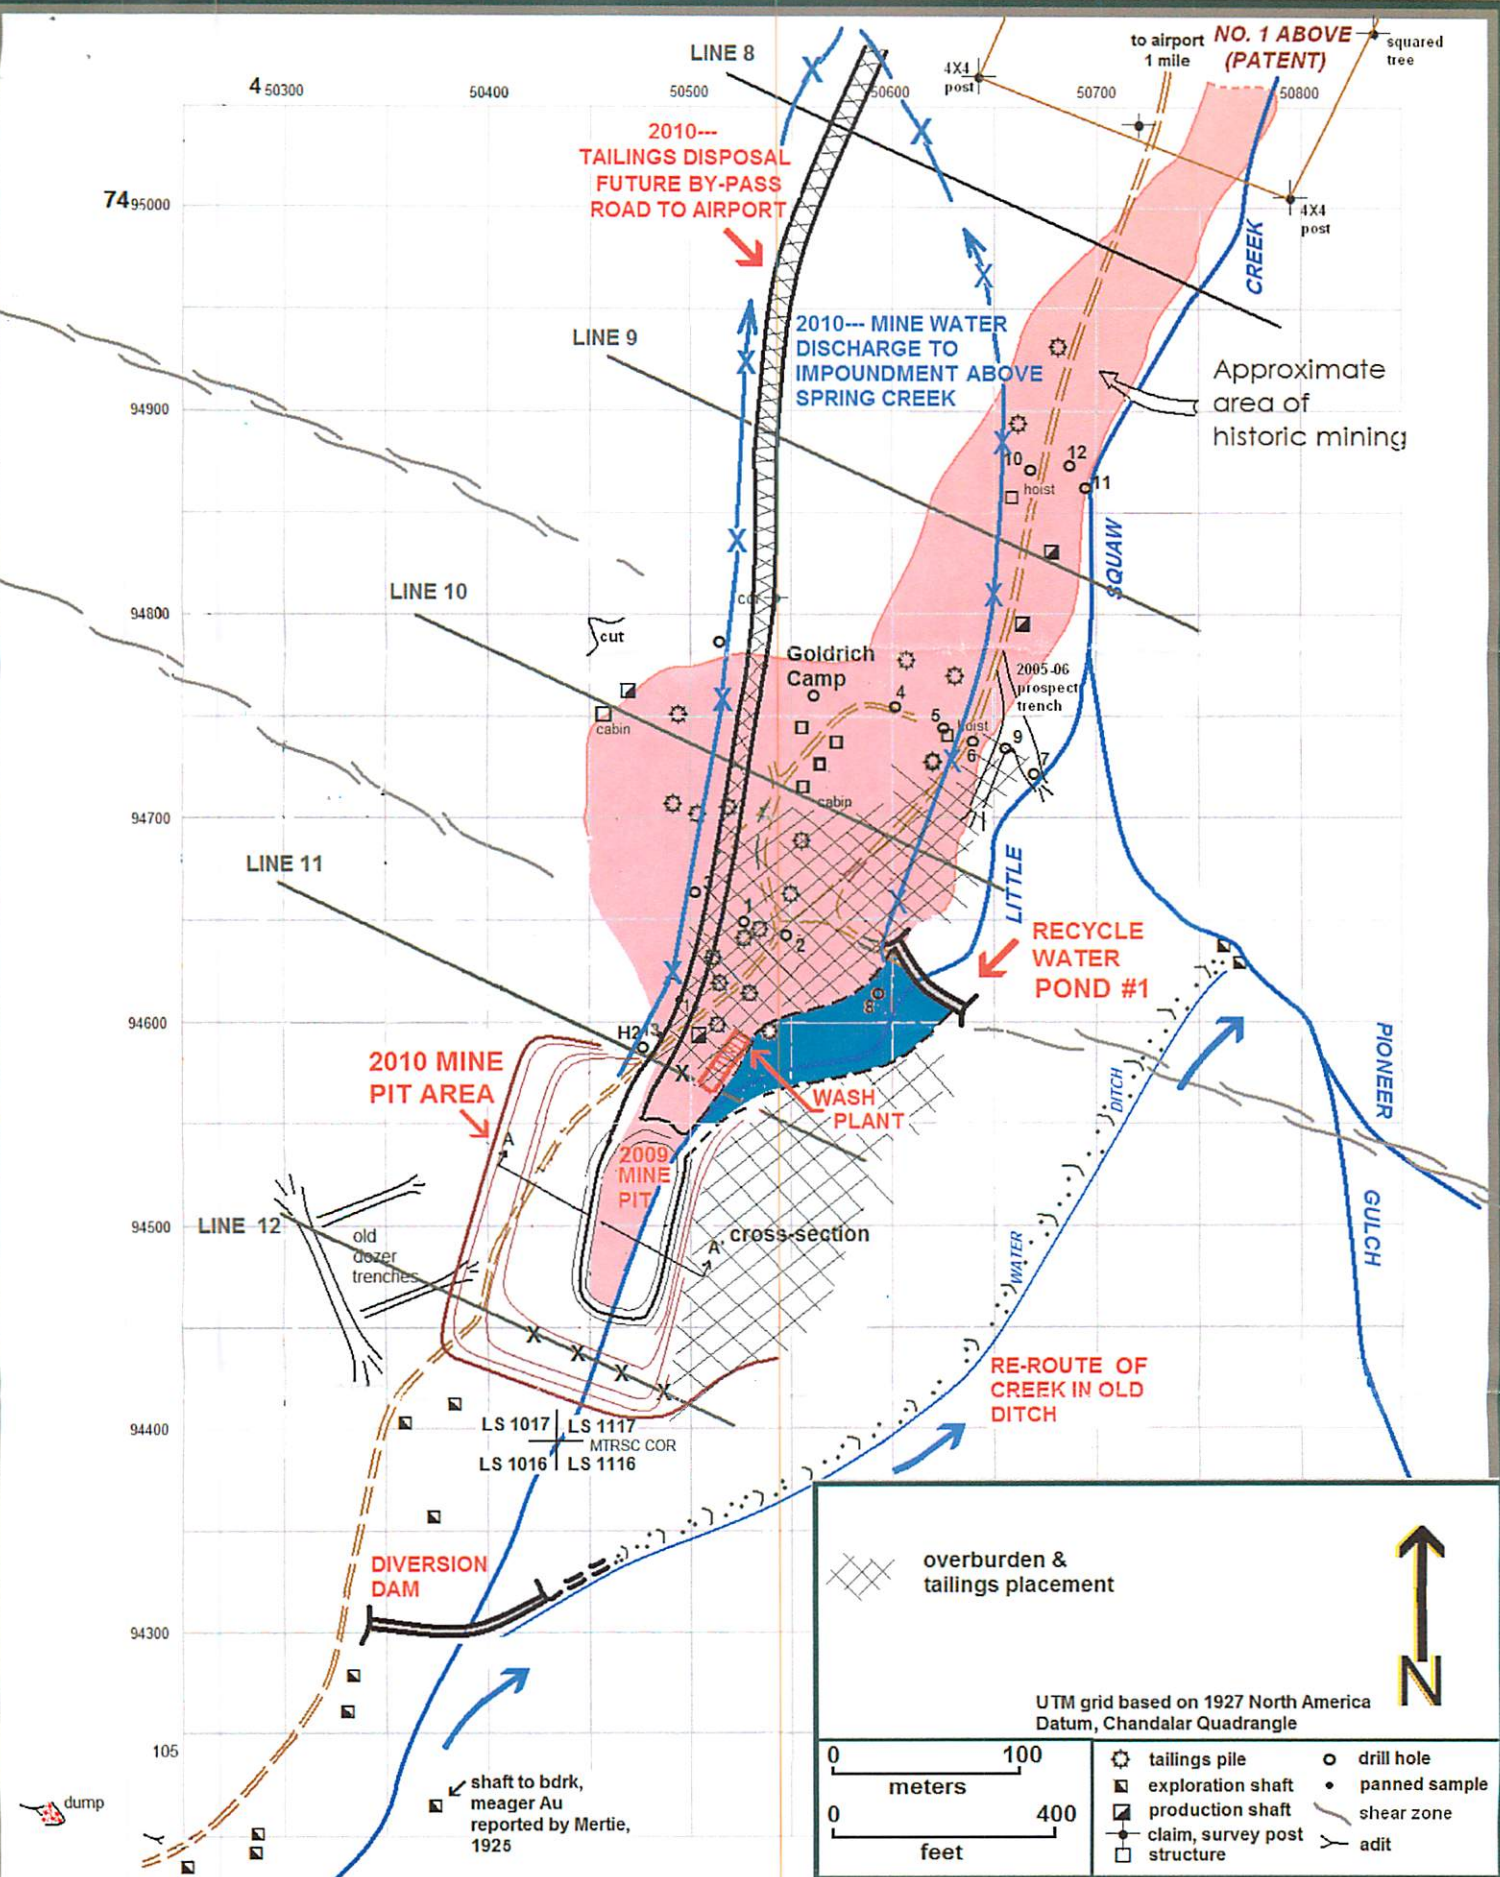 LINE 8
to airport
1 mile
NO. 1 ABOVE
(PATENT)
squared
tree
4X4
post
4 50300
50400
50500
50600
50700
50800
2010---
TAILINGS DISPOSAL
FUTURE BY-PASS
ROAD TO AIRPORT
74 95000
4X4
post
CREEK
LINE 9
2010--- MINE WATER
DISCHARGE TO
IMPOUNDMENT ABOVE
SPRING CREEK
Approximate
area of
historic mining
94900
10
12
11
hoist
SQUAW
LINE 10
94800
cut
Goldrich
Camp
2005-06
prospect
trench
cabin
4
5
hoist
6
9
7
cabin
94700
LINE 11
LITTLE
1
2
RECYCLE
WATER
POND #1
8
94600
H2
13
2010 MINE
PIT AREA
X
WASH
PLANT
DITCH
PIONEER
A
2009
MINE
PIT
94500
LINE 12
old
dozer
trenches
A'
cross-section
WATER
GULCH
X
X
X
X
RE-ROUTE OF
CREEK IN OLD
DITCH
94400
LS 1017
LS 1117
MTRSC COR
LS 1016
LS 1116
DIVERSION
DAM
94300
overburden &
tailings placement
N
UTM grid based on 1927 North America
Datum, Chandalar Quadrangle
105
0 100
meters
0 400
feet
tailings pile
exploration shaft
production shaft
claim, survey post
structure
drill hole
panned sample
shear zone
adit
dump
shaft to bdrk,
meager Au
reported by Mertie,
1925